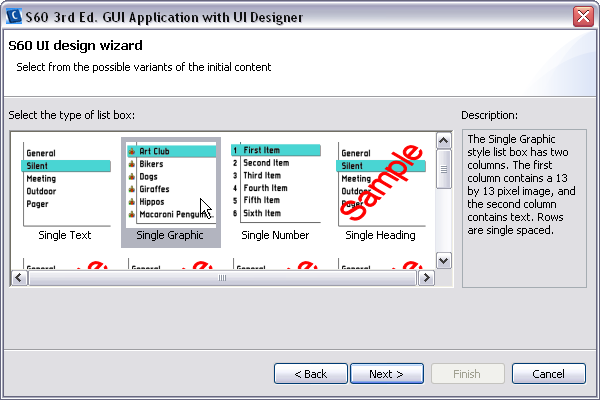 S60 3rd Ed. GUI Application with UI Designer
S60 UI design wizard
Select from the possible variants of the initial content
Select the type of list box:
General
Silent
Meeting
Outdoor
Pager
Single Text
Art Club
Bikers
Dogs
Giraffes
Hippos
Macaroni Pengu
Single Graphic
1 First Item
2 Second Item
3 Third Item
4 Fourth Item
5 Fifth Item
6 Sixth Item
Single Number
General
Silent
Meeting
Outdoor
Pager
Sample
Single Heading
Description:
The Single Graphic
style list box has two
columns. The first
column contains a 13
by 13 pixel image, and
the second column
contains text. Rows
are single spaced.
< Back
Next >
Finish
Cancel